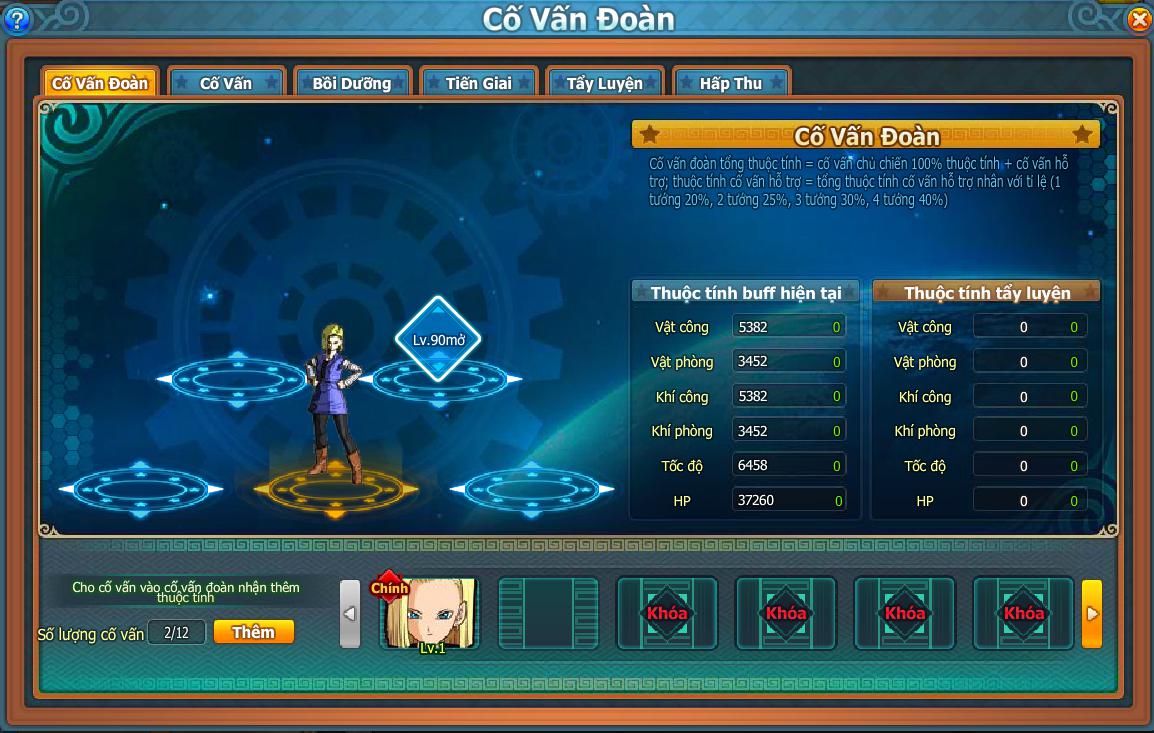 Cố Vấn Đoàn
Cố Vấn Đoàn Cố Vấn Bồi Dưỡng Tiến Giai Tẩy Luyện Hấp Thu
Cố Vấn Đoàn
Cố vấn đoàn tổng thuộc tính = cố vấn chủ chiến 100% thuộc tính + cố vấn hỗ
trợ; thuộc tính cố vấn hỗ trợ = tổng thuộc tính cố vấn hỗ trợ nhân với tỉ lệ (1
tướng 20%, 2 tướng 25%, 3 tướng 30%, 4 tướng 40%)
Lv.90mở
Thuộc tính buff hiện tại
Vật công 5382 0
Vật phòng 3452 0
Khí công 5382 0
Khí phòng 3452 0
Tốc độ 6458 0
HP 37260 0
Thuộc tính tẩy luyện
Vật công 0 0
Vật phòng 0 0
Khí công 0 0
Khí phòng 0 0
Tốc độ 0 0
HP 0 0
Cho cố vấn vào cố vấn đoàn nhận thêm
thuộc tính
Số lượng cố vấn 2/12 Thêm
Chính
Lv.1
Khóa Khóa Khóa Khóa